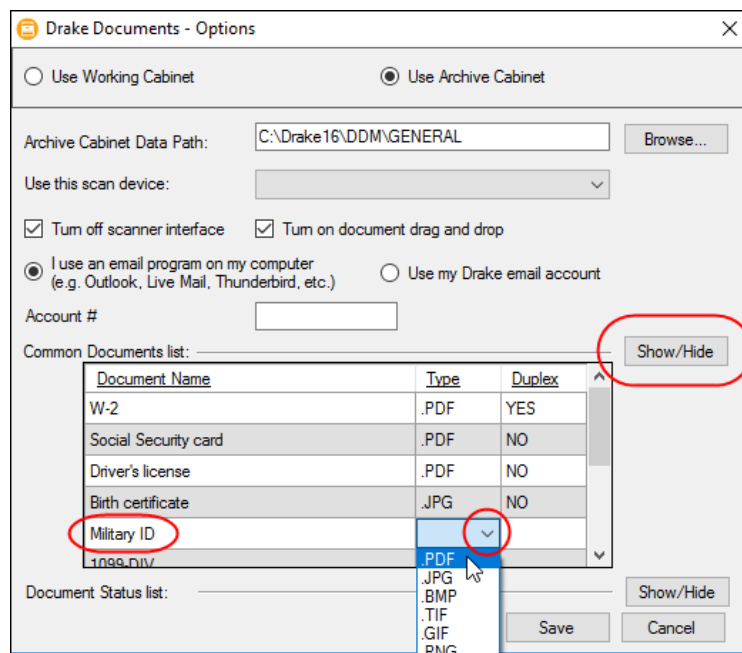 Drake Documents - Options
Use Working Cabinet
Use Archive Cabinet
Archive Cabinet Data Path:
C:\Drake16\DDM\GENERAL
Browse...
Use this scan device:
Turn off scanner interface
Turn on document drag and drop
I use an email program on my computer
(e.g. Outlook, Live Mail, Thunderbird, etc.)
Use my Drake email account
Account #
Common Documents list:
Show/Hide
Document Name Type Duplex
W-2 .PDF YES
Social Security card .PDF NO
Driver's license .PDF NO
Birth certificate .JPG NO
Military ID
1099-DIV
.PDF
.JPG
.BMP
.TIF
.GIF
.PNG
Document Status list:
Show/Hide
Save
Cancel